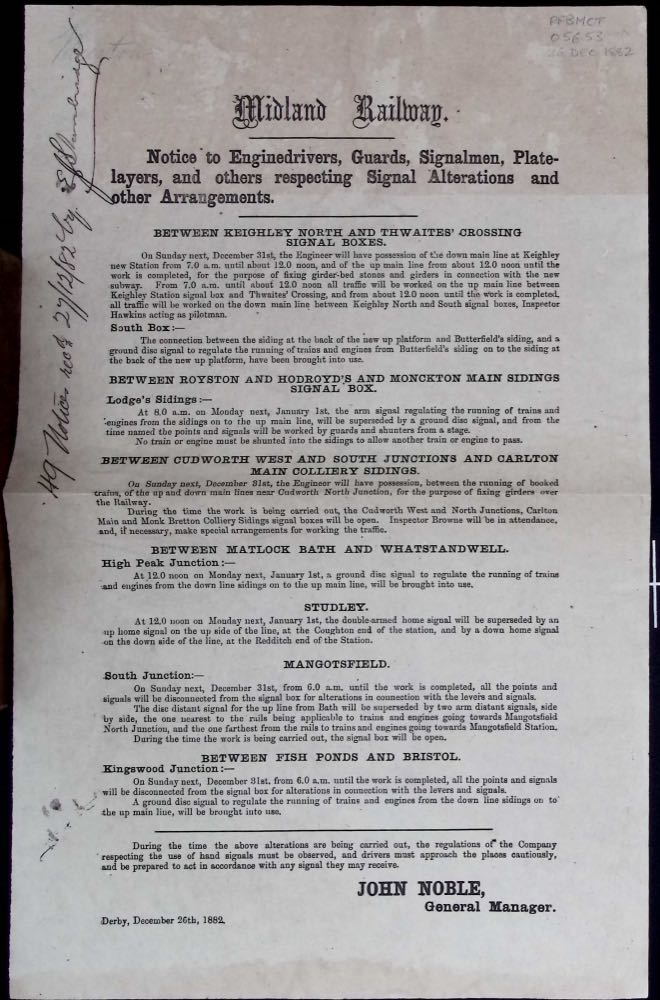 PFBMCT
05653
26 DEC 1882
49 Notices recd 27/12/82 by
Midland Railway.
Notice to Enginedrivers, Guards, Signalmen, Plate-
layers, and others respecting Signal Alterations and
other Arrangements.
BETWEEN KEIGHLEY NORTH AND THWAITES' CROSSING
SIGNAL BOXES.
On Sunday next, December 31st, the Engineer will have possession of the down main line at Keighley
new Station from 7.0 a.m. until about 12.0 noon, and of the up main line from about 12.0 noon until the
work is completed, for the purpose of fixing girder-bed stones and girders in connection with the new
subway. From 7.0 a.m. until about 12.0 noon all traffic will be worked on the up main line between
Keighley Station signal box and Thwaites' Crossing, and from about 12.0 noon until the work is completed,
all traffic will be worked on the down main line between Keighley North and South signal boxes, Inspector
Hawkins acting as pilotman.
South Box:—
The connection between the siding at the back of the new up platform and Butterfield's siding, and a
ground disc signal to regulate the running of trains and engines from Butterfield's siding on to the siding at
the back of the new up platform, have been brought into use.
BETWEEN ROYSTON AND HODROYD'S AND MONCKTON MAIN SIDINGS
SIGNAL BOX.
Lodge's Sidings:—
At 8.0 a.m. on Monday next, January 1st, the arm signal regulating the running of trains and
engines from the sidings on to the up main line, will be superseded by a ground disc signal, and from the
time named the points and signals will be worked by guards and shunters from a stage.
No train or engine must be shunted into the sidings to allow another train or engine to pass.
BETWEEN CUDWORTH WEST AND SOUTH JUNCTIONS AND CARLTON
MAIN COLLIERY SIDINGS.
On Sunday next, December 31st, the Engineer will have possession, between the running of booked
trains, of the up and down main lines near Cudworth North Junction, for the purpose of fixing girders over
the Railway.
During the time the work is being carried out, the Cudworth West and North Junctions, Carlton
Main and Monk Bretton Colliery Sidings signal boxes will be open. Inspector Browne will be in attendance,
and, if necessary, make special arrangements for working the traffic.
BETWEEN MATLOCK BATH AND WHATSTANDWELL.
High Peak Junction:—
At 12.0 noon on Monday next, January 1st, a ground disc signal to regulate the running of trains
and engines from the down line sidings on to the up main line, will be brought into use.
STUDLEY.
At 12.0 noon on Monday next, January 1st, the double-armed home signal will be superseded by an
up home signal on the up side of the line, at the Coughton end of the station, and by a down home signal
on the down side of the line, at the Redditch end of the Station.
MANGOTSFIELD.
South Junction:—
On Sunday next, December 31st, from 6.0 a.m. until the work is completed, all the points and
signals will be disconnected from the signal box for alterations in connection with the levers and signals.
The disc distant signal for the up line from Bath will be superseded by two arm distant signals, side
by side, the one nearest to the rails being applicable to trains and engines going towards Mangotsfield
North Junction, and the one farthest from the rails to trains and engines going towards Mangotsfield Station.
During the time the work is being carried out, the signal box will be open.
BETWEEN FISH PONDS AND BRISTOL.
Kingswood Junction:—
On Sunday next, December 31st, from 6.0 a.m. until the work is completed, all the points and signals
will be disconnected from the signal box for alterations in connection with the levers and signals.
A ground disc signal to regulate the running of trains and engines from the down line sidings on to
the up main line, will be brought into use.
During the time the above alterations are being carried out, the regulations of the Company
respecting the use of hand signals must be observed, and drivers must approach the places cautiously,
and be prepared to act in accordance with any signal they may receive.
JOHN NOBLE,
General Manager.
Derby, December 26th, 1882.